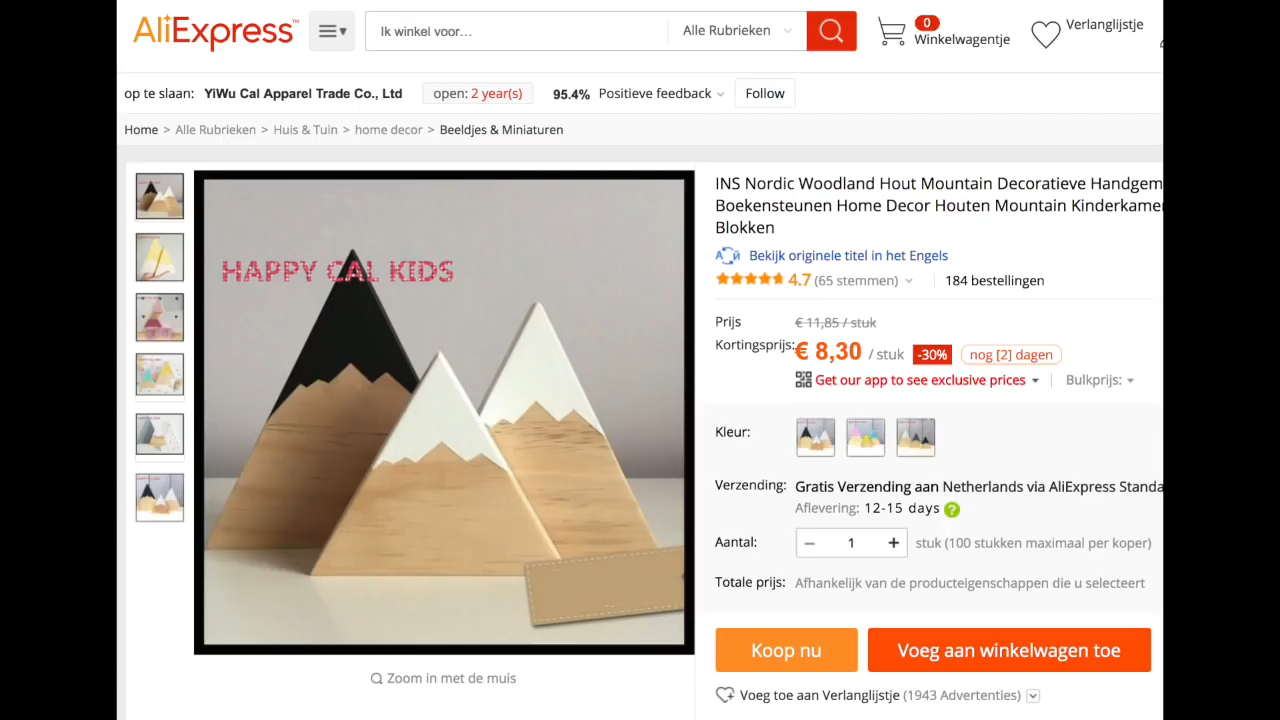 AliExpress™
Ik winkel voor...
Alle Rubrieken
0
Winkelwagentje
Verlanglijstje
op te slaan: YiWu Cal Apparel Trade Co., Ltd
open: 2 year(s)
95.4% Positieve feedback
Follow
Home > Alle Rubrieken > Huis & Tuin > home decor > Beeldjes & Miniaturen
HAPPY CAL KIDS
Zoom in met de muis
INS Nordic Woodland Hout Mountain Decoratieve Handgem
Boekensteunen Home Decor Houten Mountain Kinderkamer
Blokken
Bekijk originele titel in het Engels
4.7 (65 stemmen)
184 bestellingen
Prijs € 11,85 / stuk
Kortingsprijs: € 8,30 / stuk -30% nog [2] dagen
Get our app to see exclusive prices
Bulkprijs:
Kleur:
Verzending: Gratis Verzending aan Netherlands via AliExpress Standa
Aflevering: 12-15 days ?
Aantal: − 1 + stuk (100 stukken maximaal per koper)
Totale prijs: Afhankelijk van de producteigenschappen die u selecteert
Koop nu
Voeg aan winkelwagen toe
Voeg toe aan Verlanglijstje (1943 Advertenties)